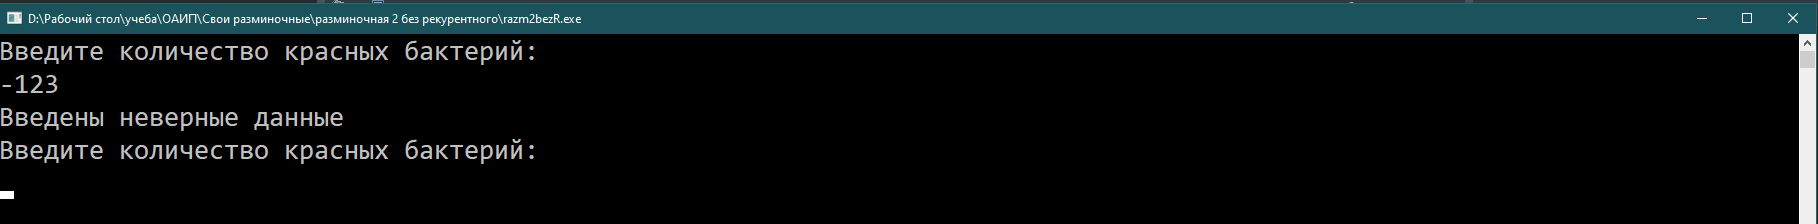 D:\Рабочий стол\учеба\ОАИП\Свои разминочные\разминочная 2 без рекурентного\razm2bezR.exe
Введите количество красных бактерий:
-123
Введены неверные данные
Введите количество красных бактерий: